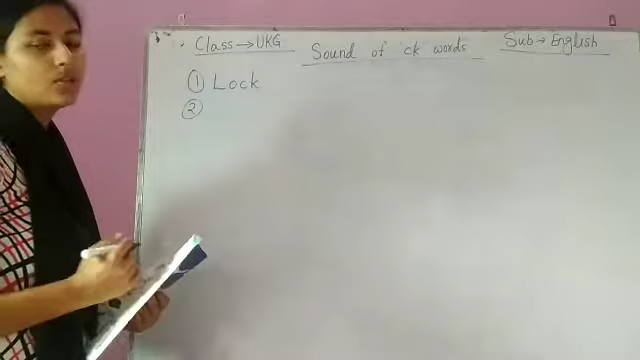 Class → UKG Sound of 'ck words Sub → English
① Lock
②